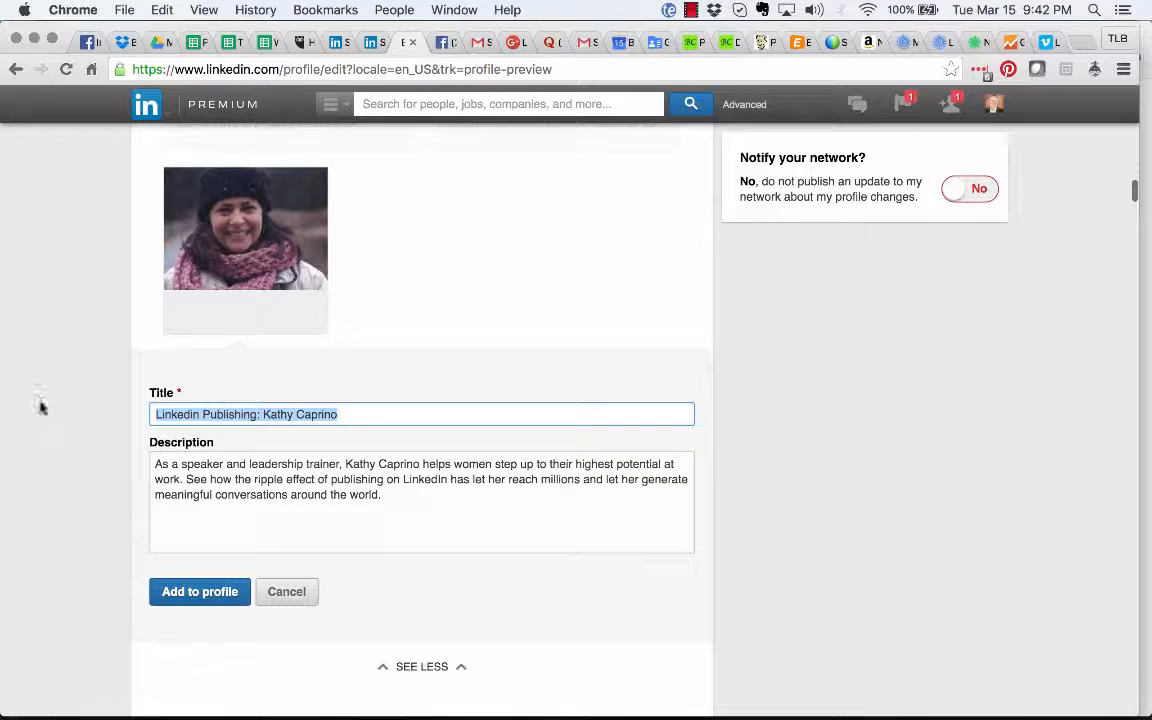 Chrome File Edit View History Bookmarks People Window Help 100% Tue Mar 15 9:42 PM
TLB
https://www.linkedin.com/profile/edit?locale=en_US&trk=profile-preview
in PREMIUM Search for people, jobs, companies, and more... Advanced 1 1
Notify your network?
No, do not publish an update to my
network about my profile changes.
No
Title *
Linkedin Publishing: Kathy Caprino
Description
As a speaker and leadership trainer, Kathy Caprino helps women step up to their highest potential at
work. See how the ripple effect of publishing on LinkedIn has let her reach millions and let her generate
meaningful conversations around the world.
Add to profile Cancel
SEE LESS